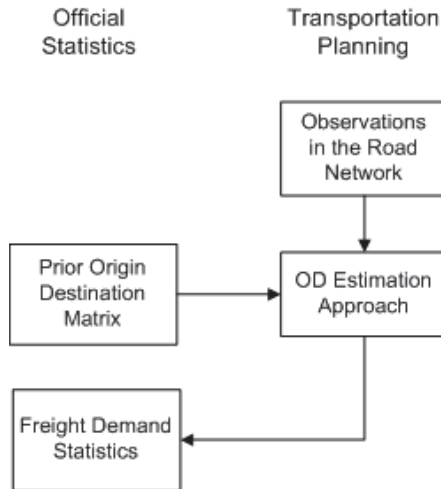 Official
Statistics
Transportation
Planning
Observations
in the Road
Network
Prior Origin
Destination
Matrix
OD Estimation
Approach
Freight Demand
Statistics